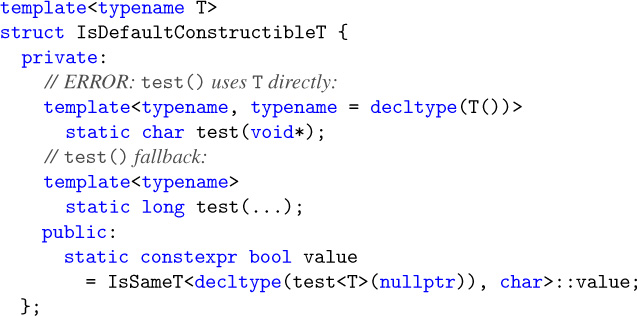 template<typename T>
struct IsDefaultConstructibleT {
  private:
    // ERROR: test() uses T directly:
    template<typename, typename = decltype(T())>
      static char test(void*);
    // test() fallback:
    template<typename>
      static long test(...);
    public:
      static constexpr bool value
        = IsSameT<decltype(test<T>(nullptr)), char>::value;
  };